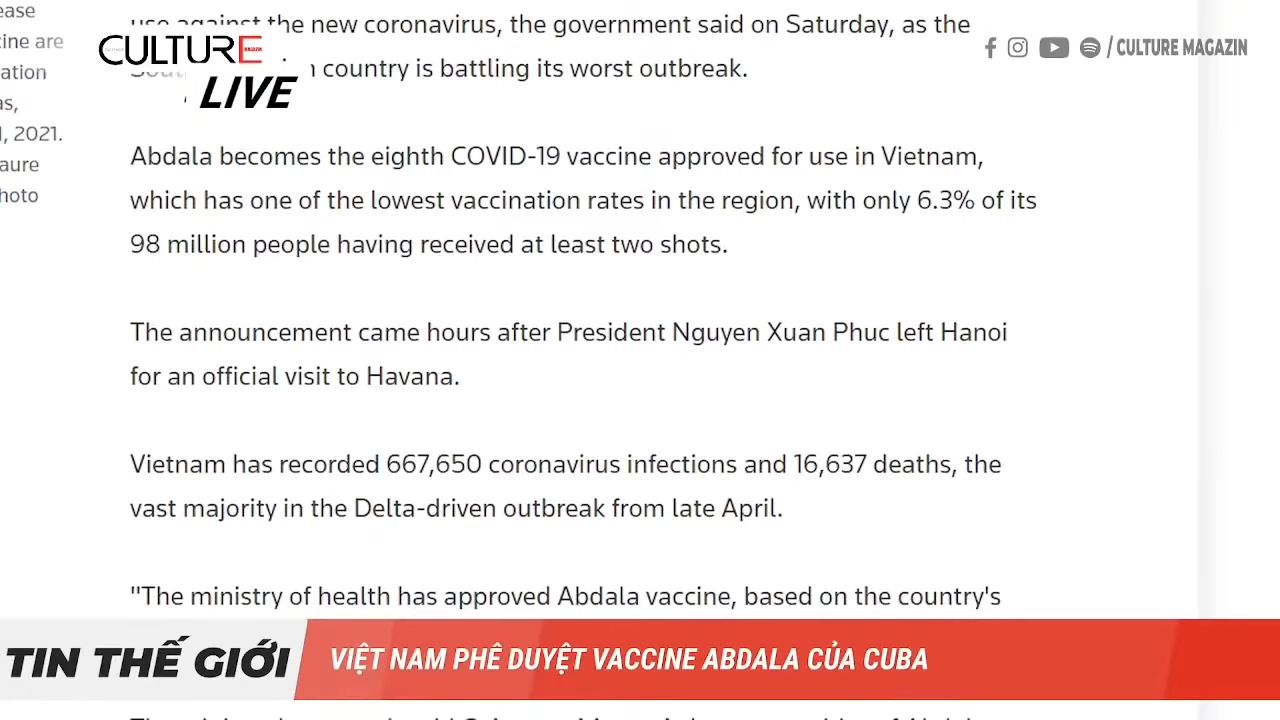 ease
cine are
ation
as,
1, 2021.
aure
hoto
CULTURE
MAGAZIN
LIVE
/ CULTURE MAGAZIN
use against the new coronavirus, the government said on Saturday, as the
country is battling its worst outbreak.
Abdala becomes the eighth COVID-19 vaccine approved for use in Vietnam,
which has one of the lowest vaccination rates in the region, with only 6.3% of its
98 million people having received at least two shots.
The announcement came hours after President Nguyen Xuan Phuc left Hanoi
for an official visit to Havana.
Vietnam has recorded 667,650 coronavirus infections and 16,637 deaths, the
vast majority in the Delta-driven outbreak from late April.
"The ministry of health has approved Abdala vaccine, based on the country's
TIN THẾ GIỚI
VIỆT NAM PHÊ DUYỆT VACCINE ABDALA CỦA CUBA